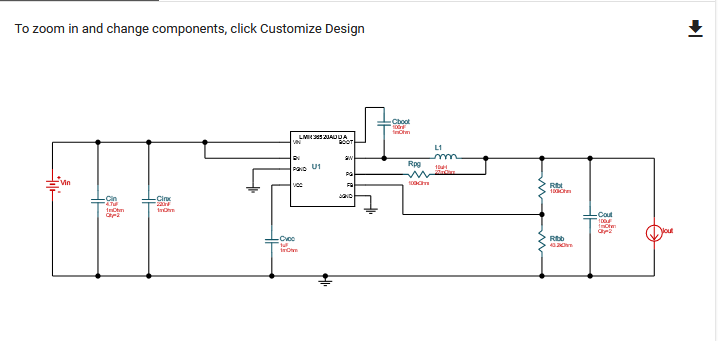 To zoom in and change components, click Customize Design
Cboot
100nF
1mOhm
LMR36520ADDA
VIN
BOOT
EN
SW
PGND
U1
PG
VCC
FB
AGND
L1
10uH
Rpg
100kOhm
Vin
Cin
4.7uF
1mOhm
Qty=2
Cinx
220nF
1mOhm
Cvcc
1uF
1mOhm
Rfbt
100kOhm
Rfbb
43.2kOhm
Cout
100uF
1mOhm
Qty=2
Iout